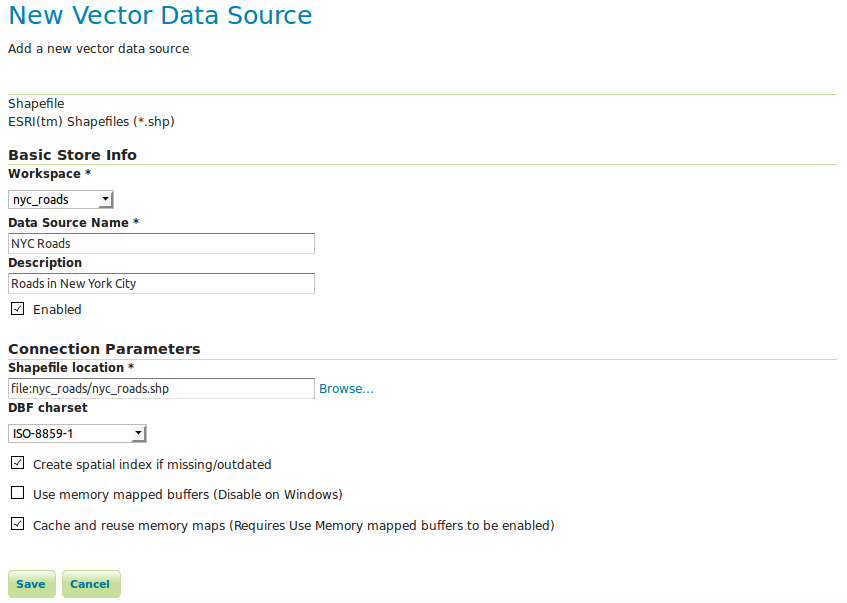 New Vector Data Source
Add a new vector data source
Shapefile
ESRI(tm) Shapefiles (*.shp)
Basic Store Info
Workspace *
nyc_roads
Data Source Name *
NYC Roads
Description
Roads in New York City
Enabled
Connection Parameters
Shapefile location *
file:nyc_roads/nyc_roads.shp Browse...
DBF charset
ISO-8859-1
Create spatial index if missing/outdated
Use memory mapped buffers (Disable on Windows)
Cache and reuse memory maps (Requires Use Memory mapped buffers to be enabled)
Save Cancel